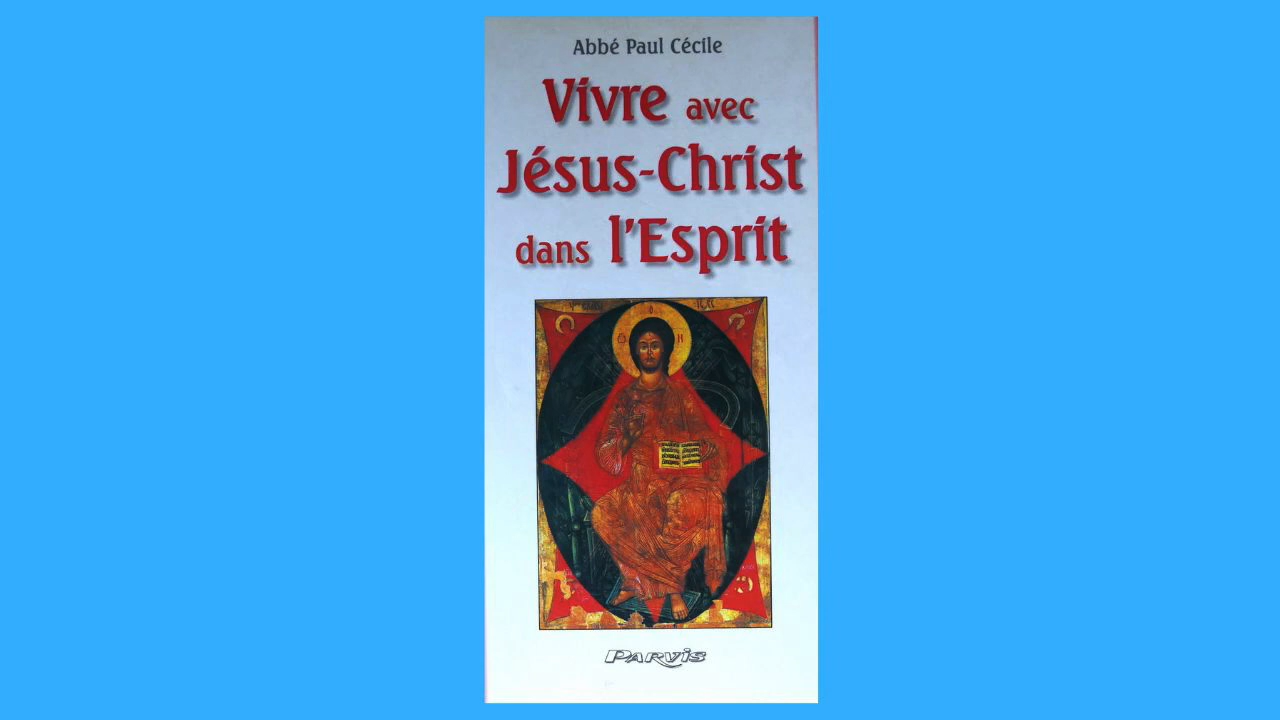 Abbé Paul Cécile
Vivre avec
Jésus-Christ
dans l'Esprit
PARVIS